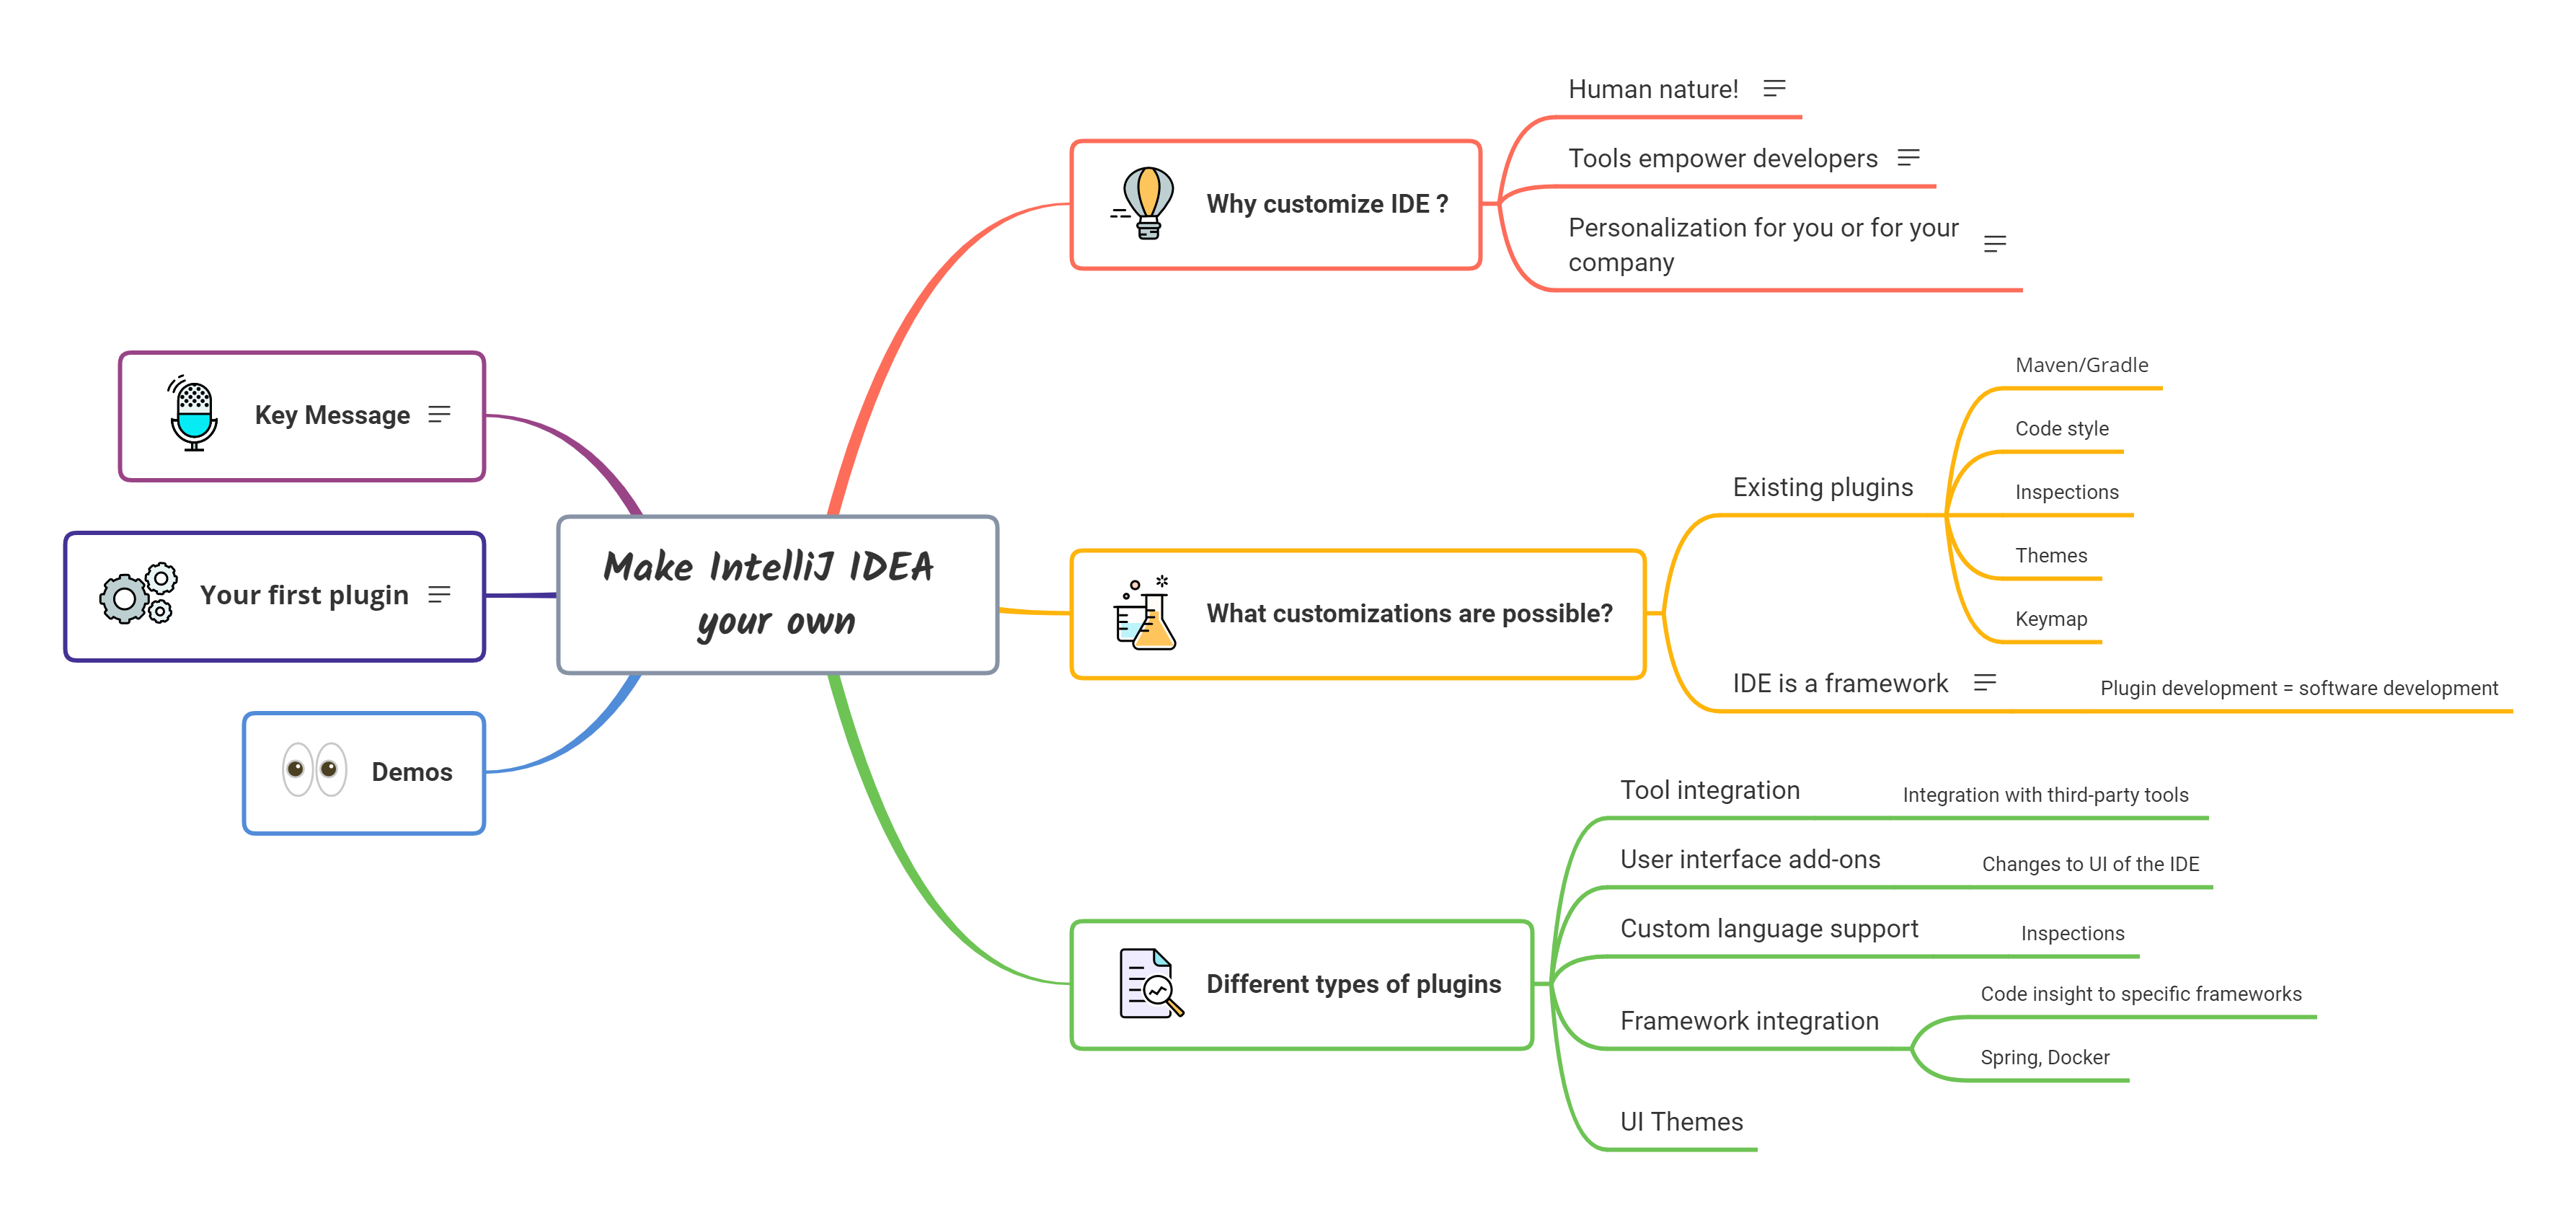 Make IntelliJ IDEA
your own
Why customize IDE ?
Human nature!
Tools empower developers
Personalization for you or for your
company
What customizations are possible?
Existing plugins
Maven/Gradle
Code style
Inspections
Themes
Keymap
IDE is a framework
Plugin development = software development
Different types of plugins
Tool integration
Integration with third-party tools
User interface add-ons
Changes to UI of the IDE
Custom language support
Inspections
Framework integration
Code insight to specific frameworks
Spring, Docker
UI Themes
Key Message
Your first plugin
Demos